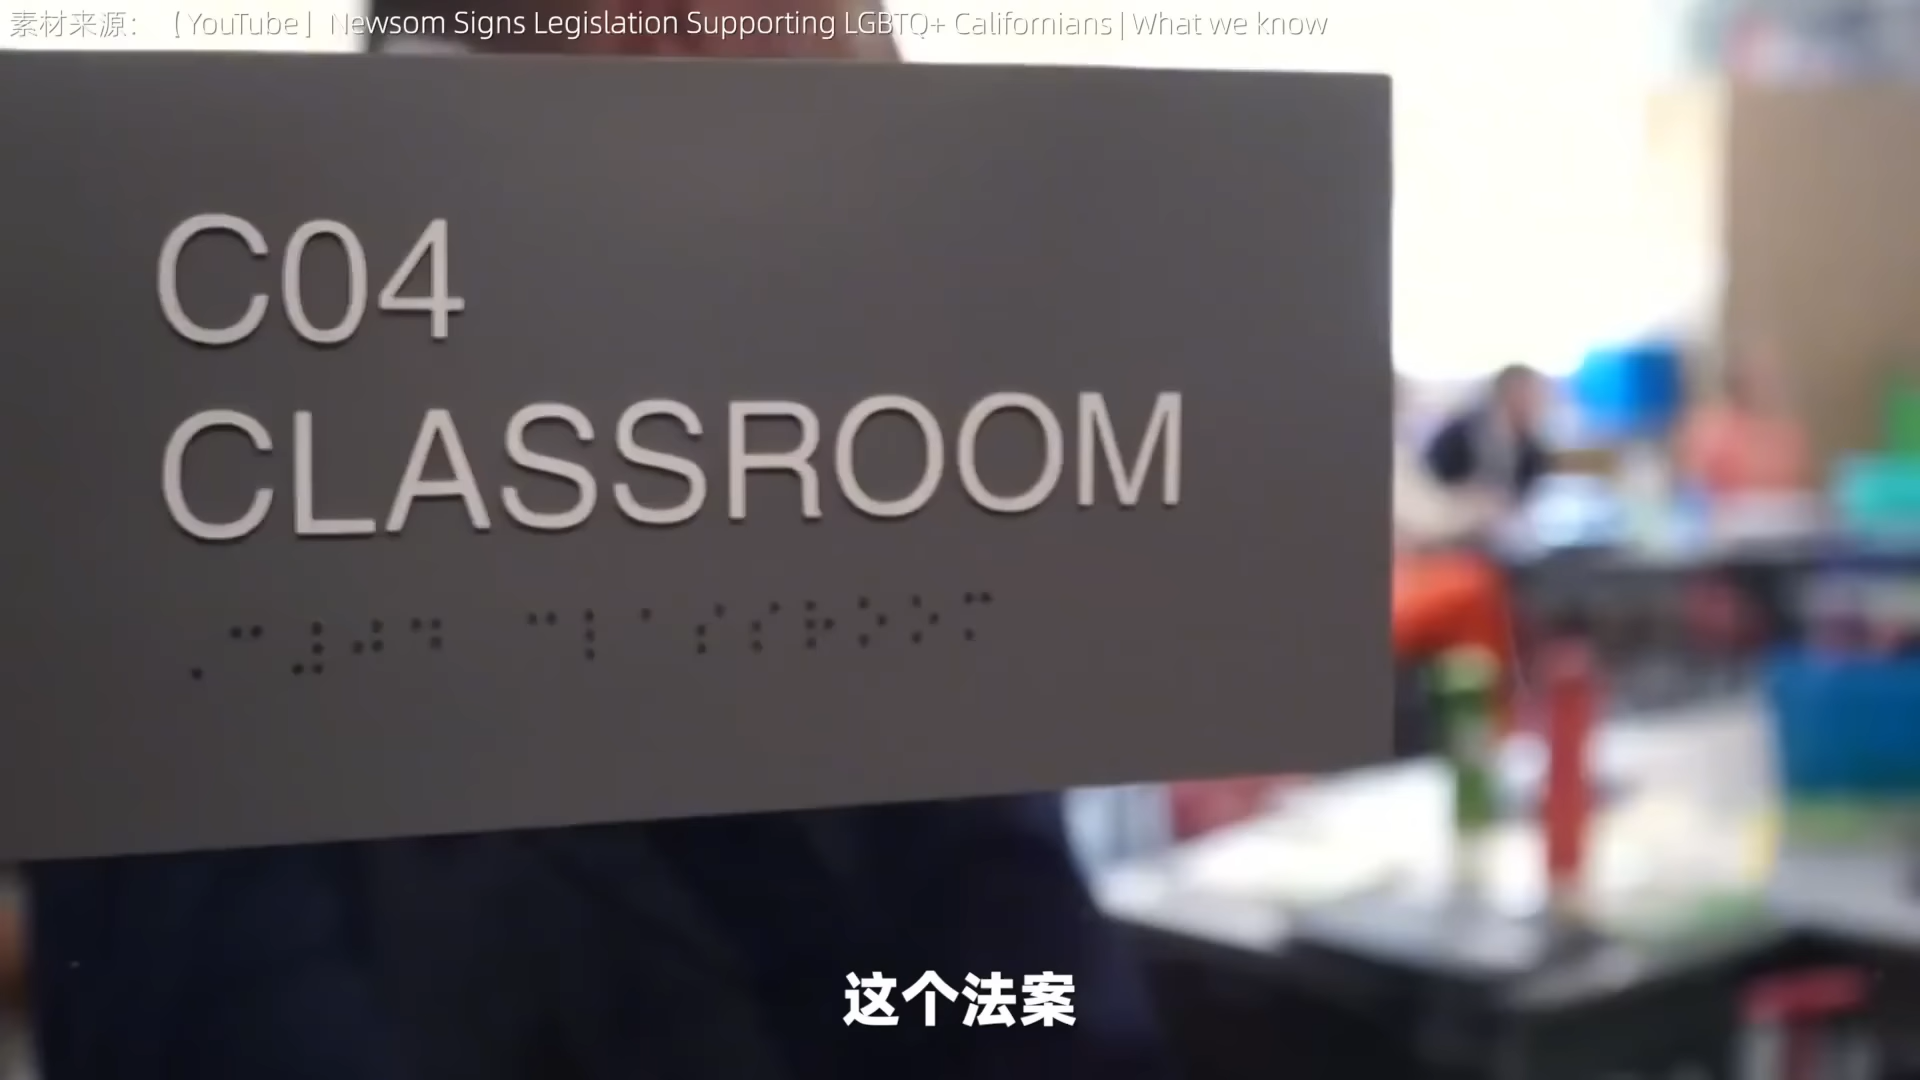 素材来源：【YouTube】Newsom Signs Legislation Supporting LGBTQ+ Californians | What we know
C04
CLASSROOM
这个法案